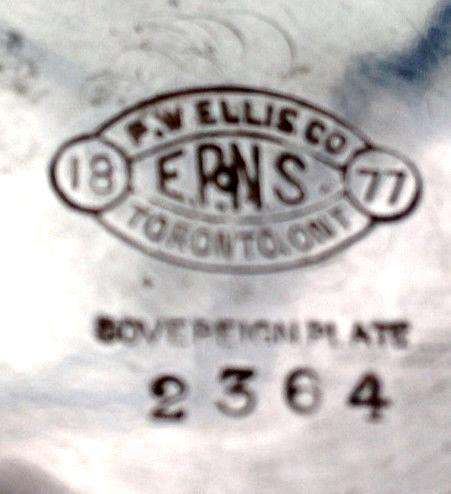 P.W ELLIS CO
18 E.P.N.S. 77
TORONTO.ONT
SOVEREIGN PLATE
2364